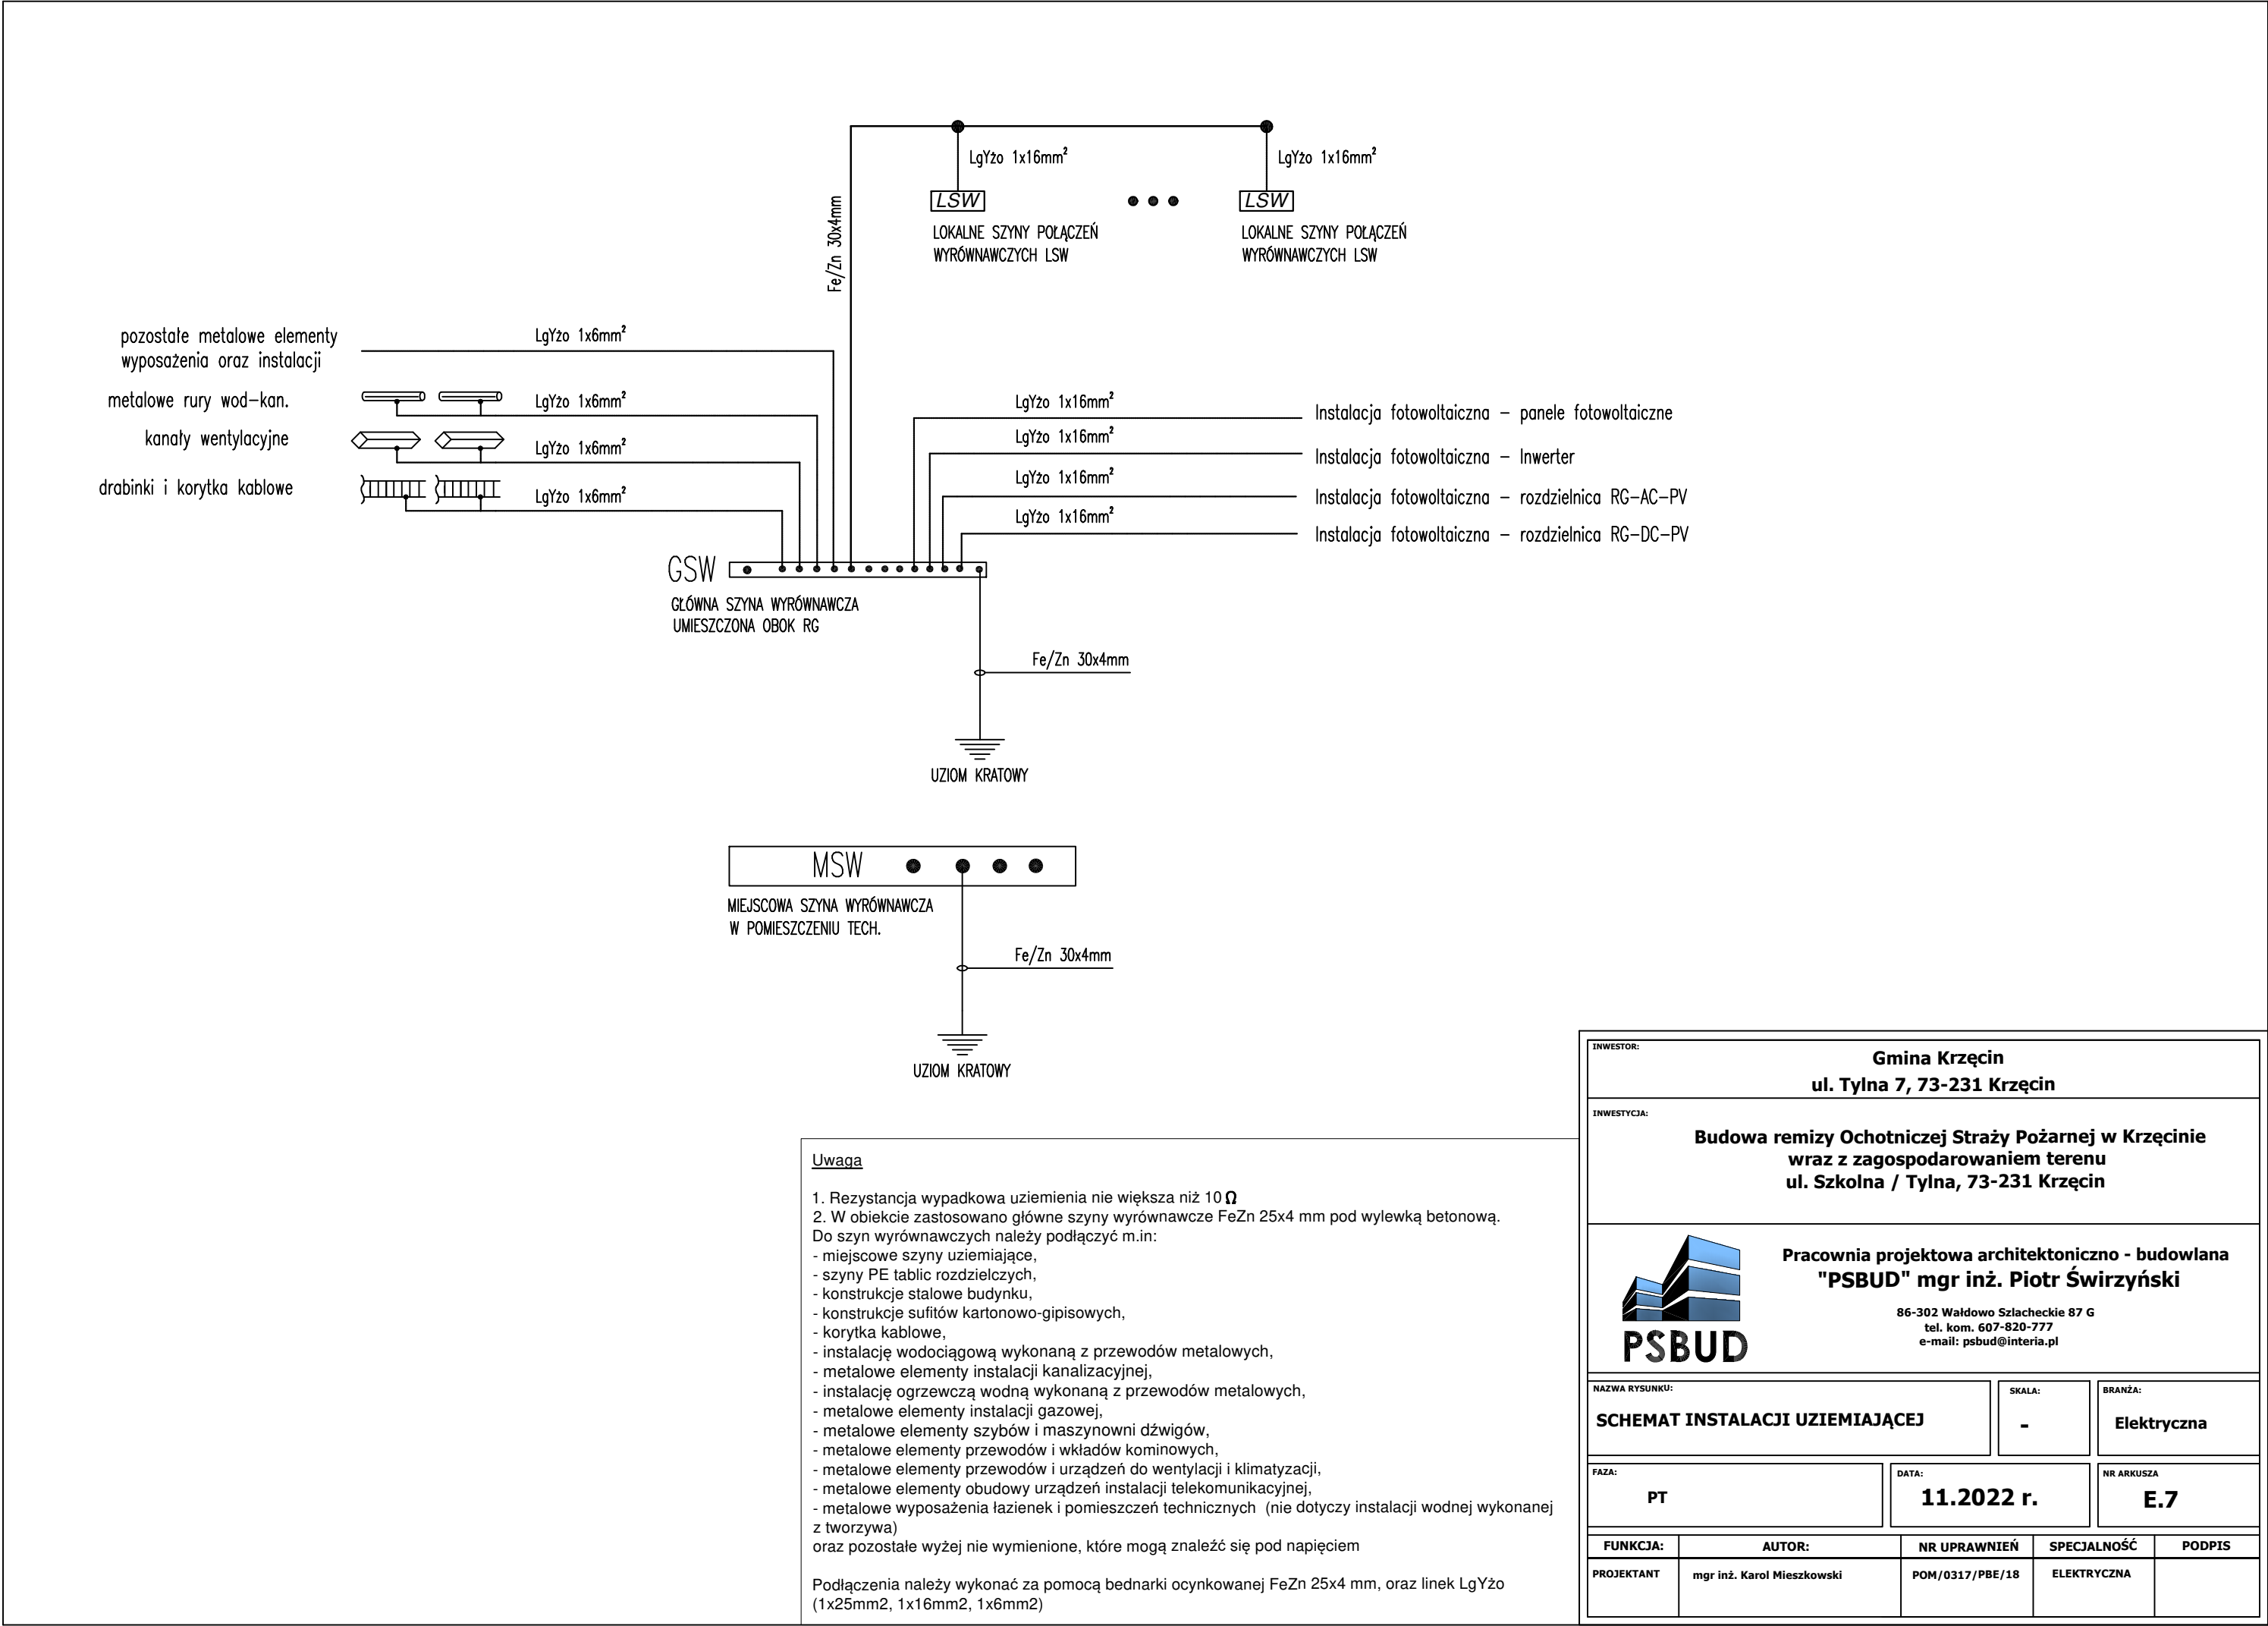 LgYżo 1x16mm²
LgYżo 1x16mm²
LSW
LSW
LOKALNE SZYNY POŁĄCZEŃ
WYRÓWNAWCZYCH LSW
LOKALNE SZYNY POŁĄCZEŃ
WYRÓWNAWCZYCH LSW
Fe/Zn 30x4mm
pozostałe metalowe elementy
wyposażenia oraz instalacji
LgYżo 1x6mm²
metalowe rury wod-kan.
LgYżo 1x6mm²
kanały wentylacyjne
LgYżo 1x6mm²
drabinki i korytka kablowe
LgYżo 1x6mm²
LgYżo 1x16mm²
Instalacja fotowoltaiczna - panele fotowoltaiczne
LgYżo 1x16mm²
Instalacja fotowoltaiczna - Inwerter
LgYżo 1x16mm²
Instalacja fotowoltaiczna - rozdzielnica RG-AC-PV
LgYżo 1x16mm²
Instalacja fotowoltaiczna - rozdzielnica RG-DC-PV
GSW
GŁÓWNA SZYNA WYRÓWNAWCZA
UMIESZCZONA OBOK RG
Fe/Zn 30x4mm
UZIOM KRATOWY
MSW
MIEJSCOWA SZYNA WYRÓWNAWCZA
W POMIESZCZENIU TECH.
Fe/Zn 30x4mm
UZIOM KRATOWY
Uwaga
1. Rezystancja wypadkowa uziemienia nie większa niż 10 Ω
2. W obiekcie zastosowano główne szyny wyrównawcze FeZn 25x4 mm pod wylewką betonową.
Do szyn wyrównawczych należy podłączyć m.in:
- miejscowe szyny uziemiające,
- szyny PE tablic rozdzielczych,
- konstrukcje stalowe budynku,
- konstrukcje sufitów kartonowo-gipisowych,
- korytka kablowe,
- instalację wodociągową wykonaną z przewodów metalowych,
- metalowe elementy instalacji kanalizacyjnej,
- instalację ogrzewczą wodną wykonaną z przewodów metalowych,
- metalowe elementy instalacji gazowej,
- metalowe elementy szybów i maszynowni dźwigów,
- metalowe elementy przewodów i wkładów kominowych,
- metalowe elementy przewodów i urządzeń do wentylacji i klimatyzacji,
- metalowe elementy obudowy urządzeń instalacji telekomunikacyjnej,
- metalowe wyposażenia łazienek i pomieszczeń technicznych (nie dotyczy instalacji wodnej wykonanej
z tworzywa)
oraz pozostałe wyżej nie wymienione, które mogą znaleźć się pod napięciem
Podłączenia należy wykonać za pomocą bednarki ocynkowanej FeZn 25x4 mm, oraz linek LgYżo
(1x25mm2, 1x16mm2, 1x6mm2)
INWESTOR:
Gmina Krzęcin
ul. Tylna 7, 73-231 Krzęcin
INWESTYCJA:
Budowa remizy Ochotniczej Straży Pożarnej w Krzęcinie
wraz z zagospodarowaniem terenu
ul. Szkolna / Tylna, 73-231 Krzęcin
PSBUD
Pracownia projektowa architektoniczno - budowlana
"PSBUD" mgr inż. Piotr Świrzyński
86-302 Wałdowo Szlacheckie 87 G
tel. kom. 607-820-777
e-mail: psbud@interia.pl
NAZWA RYSUNKU:
SCHEMAT INSTALACJI UZIEMIAJĄCEJ
SKALA:
-
BRANŻA:
Elektryczna
FAZA:
PT
DATA:
11.2022 r.
NR ARKUSZA
E.7
FUNKCJA: AUTOR: NR UPRAWNIEŃ SPECJALNOŚĆ PODPIS
PROJEKTANT mgr inż. Karol Mieszkowski POM/0317/PBE/18 ELEKTRYCZNA